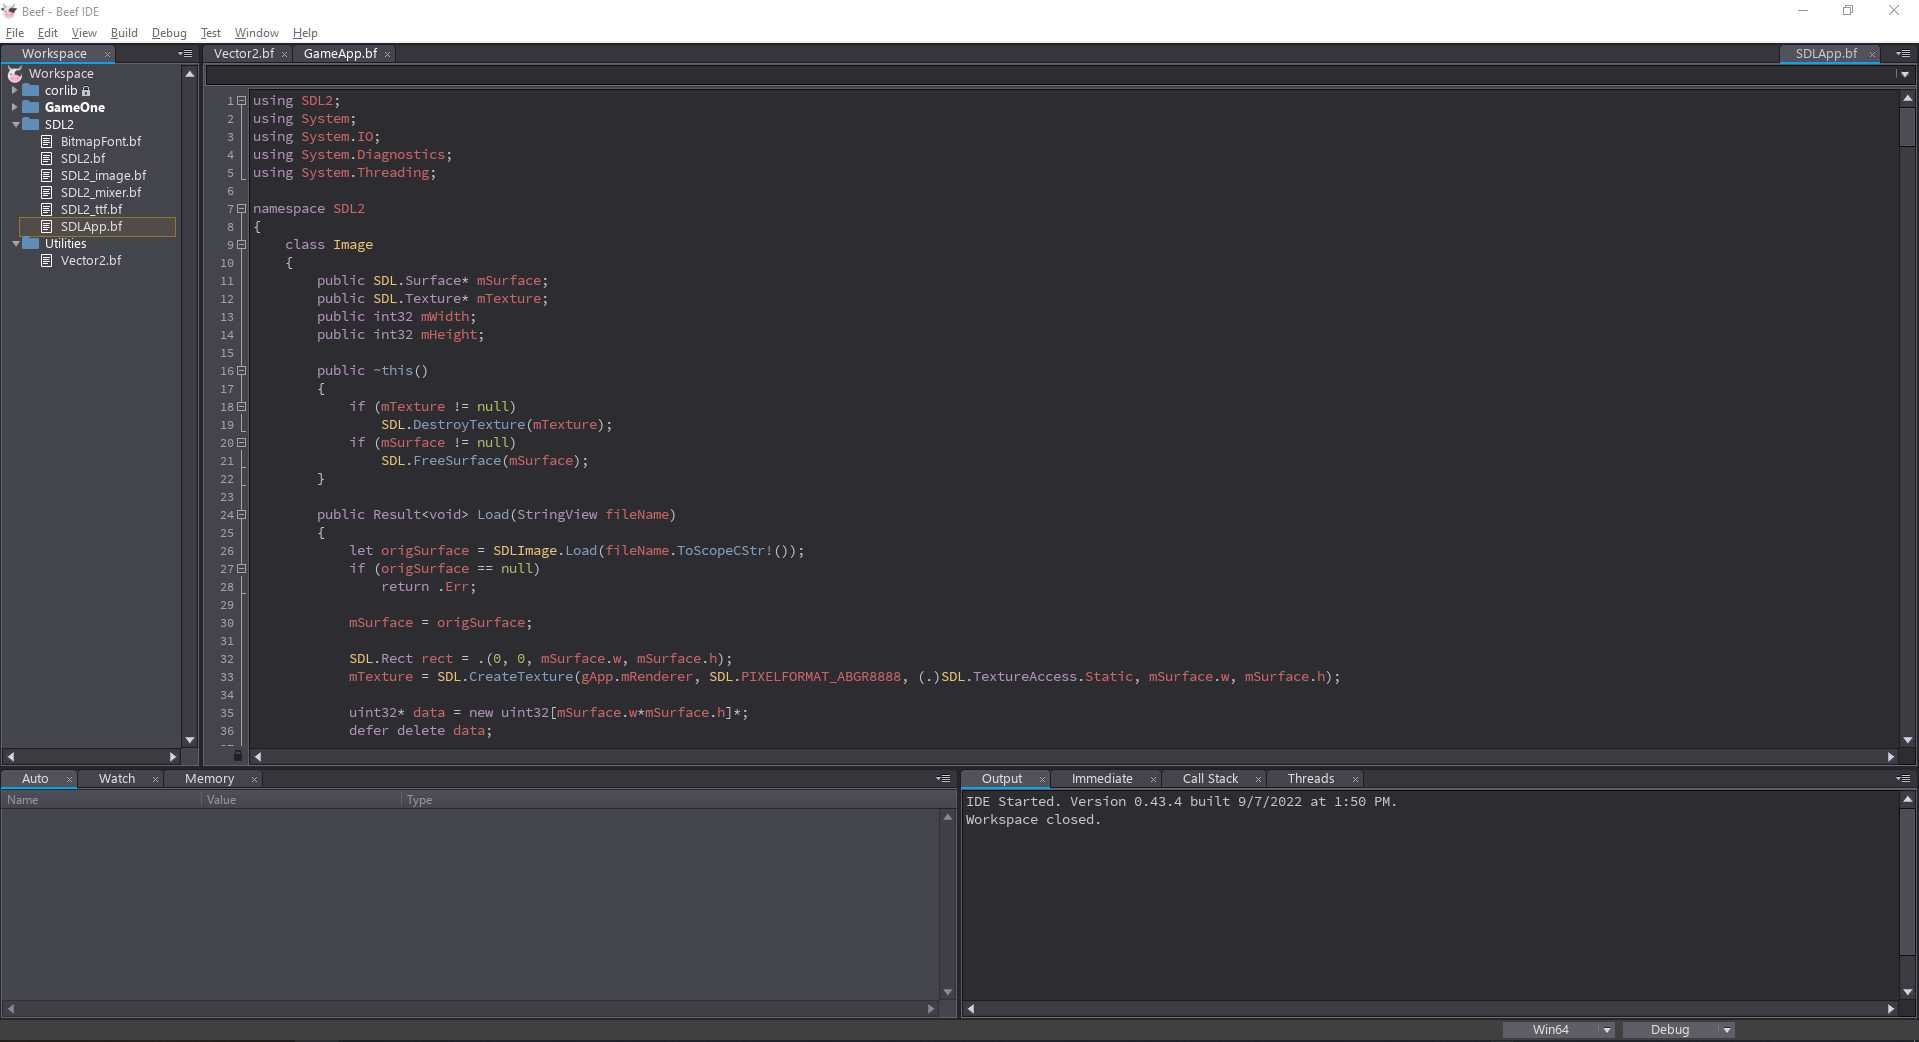 Beef - Beef IDE
File Edit View Build Debug Test Window Help
Workspace
Vector2.bf
GameApp.bf
SDLApp.bf
Workspace
corlib
GameOne
SDL2
BitmapFont.bf
SDL2.bf
SDL2_image.bf
SDL2_mixer.bf
SDL2_ttf.bf
SDLApp.bf
Utilities
Vector2.bf
1 using SDL2;
2 using System;
3 using System.IO;
4 using System.Diagnostics;
5 using System.Threading;
6
7 namespace SDL2
8 {
9     class Image
10     {
11         public SDL.Surface* mSurface;
12         public SDL.Texture* mTexture;
13         public int32 mWidth;
14         public int32 mHeight;
15
16         public ~this()
17         {
18             if (mTexture != null)
19                 SDL.DestroyTexture(mTexture);
20             if (mSurface != null)
21                 SDL.FreeSurface(mSurface);
22         }
23
24         public Result<void> Load(StringView fileName)
25         {
26             let origSurface = SDLImage.Load(fileName.ToScopeCStr!());
27             if (origSurface == null)
28                 return .Err;
29
30             mSurface = origSurface;
31
32             SDL.Rect rect = .(0, 0, mSurface.w, mSurface.h);
33             mTexture = SDL.CreateTexture(gApp.mRenderer, SDL.PIXELFORMAT_ABGR8888, (.)SDL.TextureAccess.Static, mSurface.w, mSurface.h);
34
35             uint32* data = new uint32[mSurface.w*mSurface.h]*;
36             defer delete data;
Auto Watch Memory
Name Value Type
Output Immediate Call Stack Threads
IDE Started. Version 0.43.4 built 9/7/2022 at 1:50 PM.
Workspace closed.
Win64 Debug